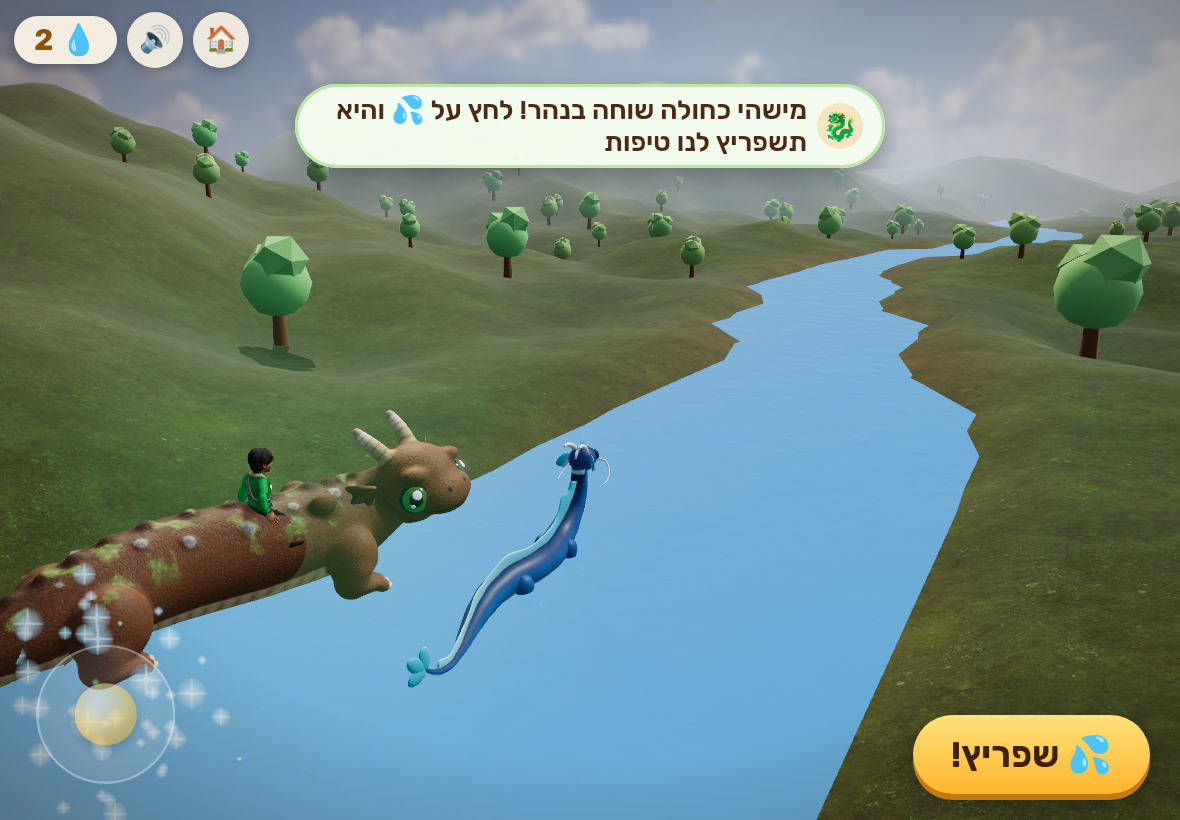 2
מישהי כחולה שוחה בנהר! לחץ על 💦 והיא
תשפריץ לנו טיפות
שפריץ!